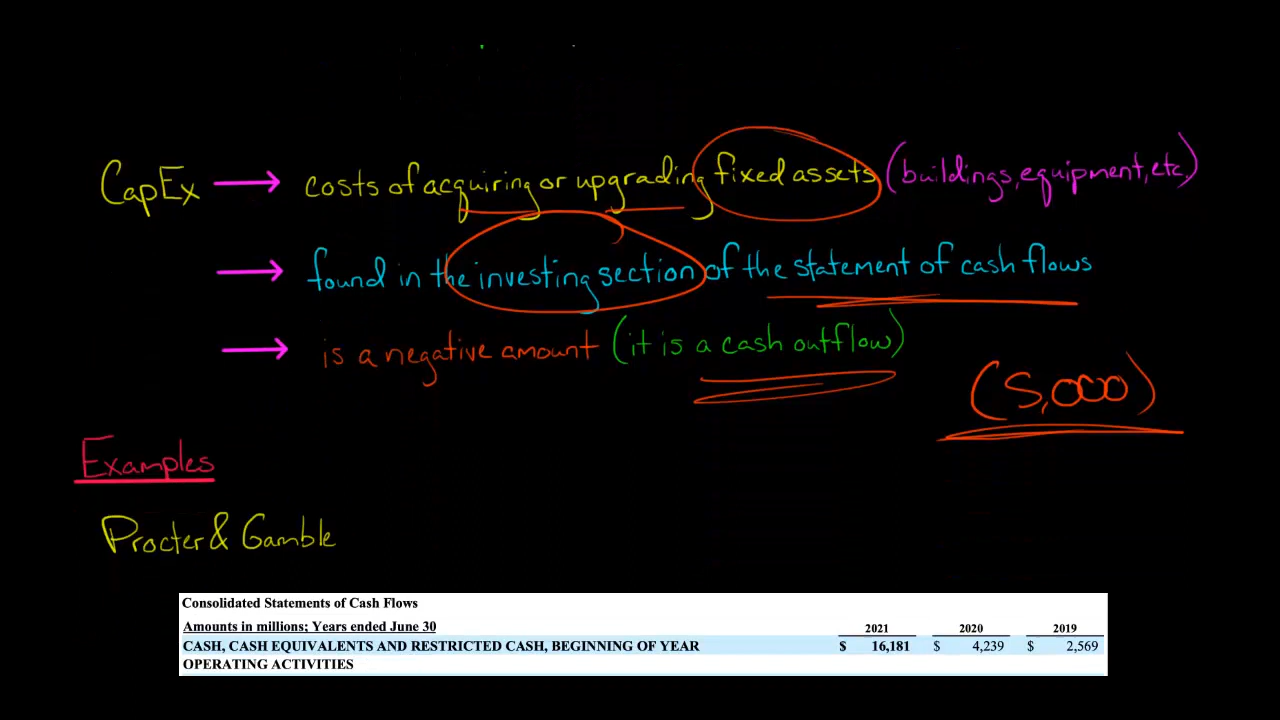 CapEx → costs of acquiring or upgrading fixed assets (buildings, equipment, etc.)
→ found in the investing section of the statement of cash flows
→ is a negative amount (it is a cash outflow)
(5,000)
Examples
Procter & Gamble
Consolidated Statements of Cash Flows
Amounts in millions; Years ended June 30 2021 2020 2019
CASH, CASH EQUIVALENTS AND RESTRICTED CASH, BEGINNING OF YEAR $ 16,181 $ 4,239 $ 2,569
OPERATING ACTIVITIES